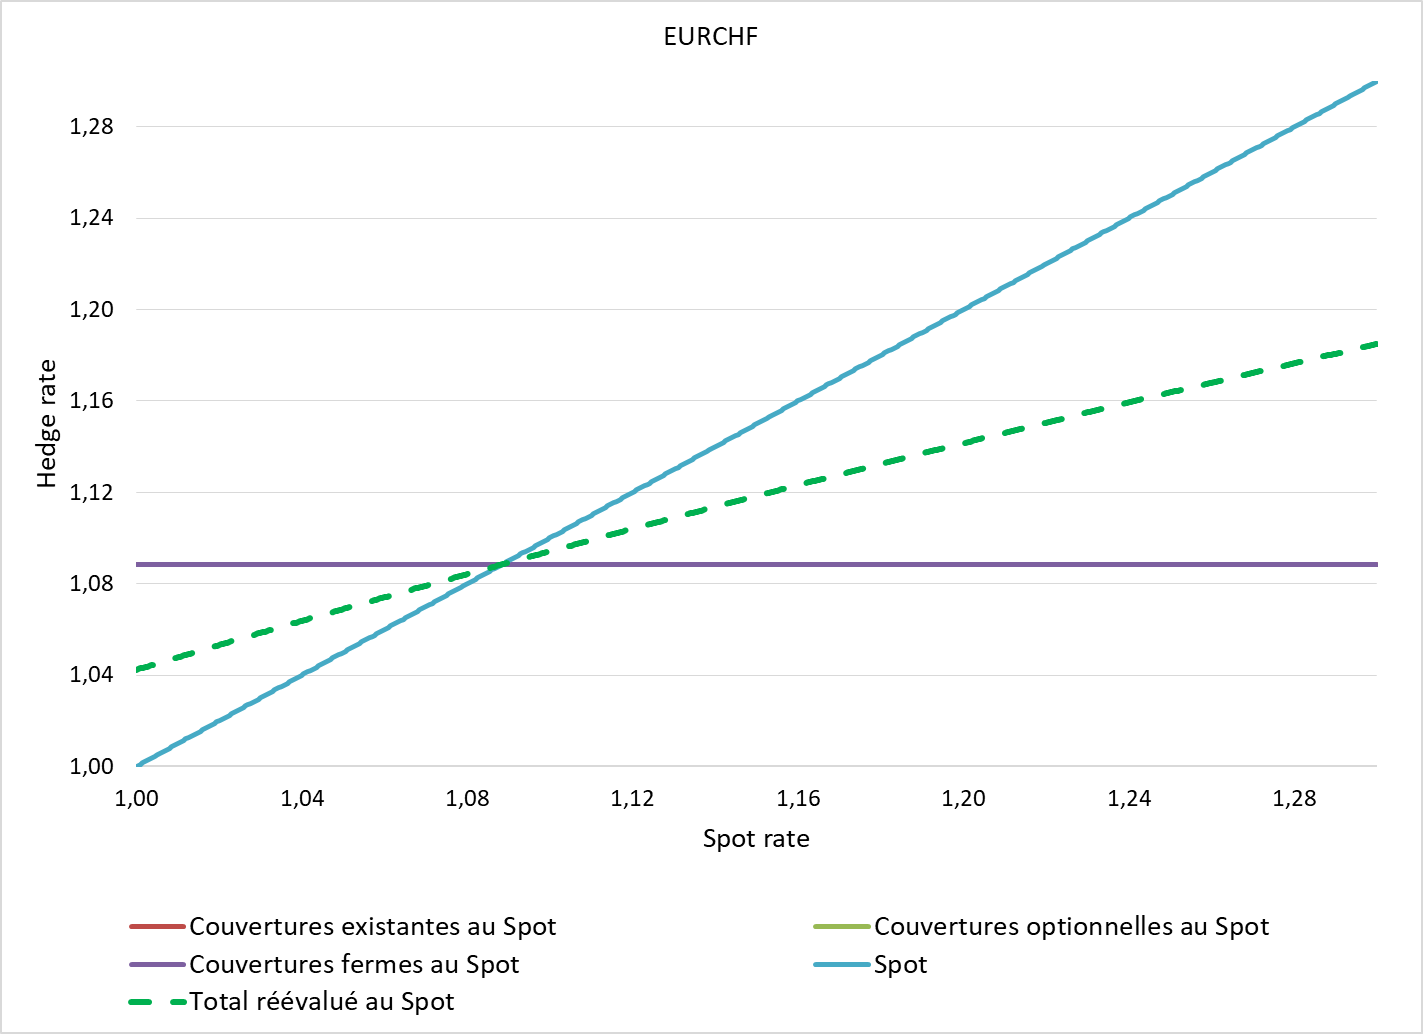 EURCHF
1,28
1,24
1,20
1,16
1,12
1,08
1,04
1,00
Hedge rate
1,00 1,04 1,08 1,12 1,16 1,20 1,24 1,28
Spot rate
Couvertures existantes au Spot Couvertures optionnelles au Spot
Couvertures fermes au Spot Spot
Total réévalué au Spot